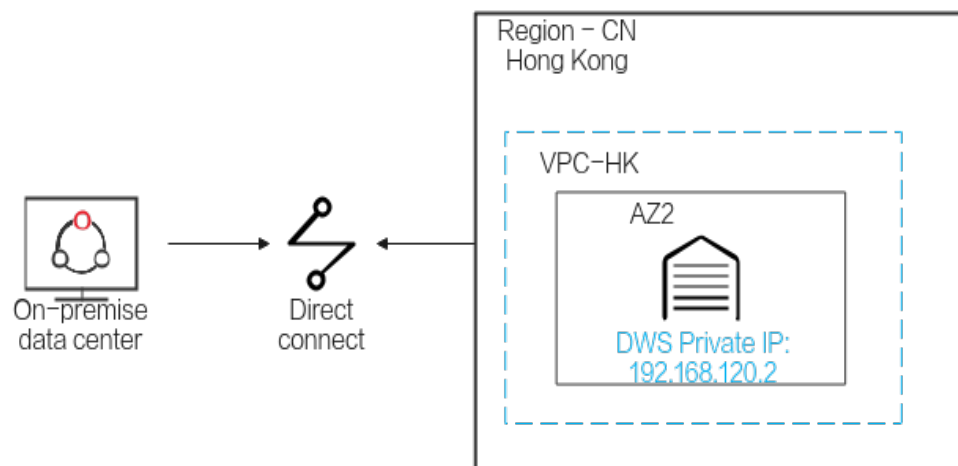 Region - CN
Hong Kong
VPC-HK
AZ2
DWS Private IP:
192.168.120.2
On-premise
data center
Direct
connect